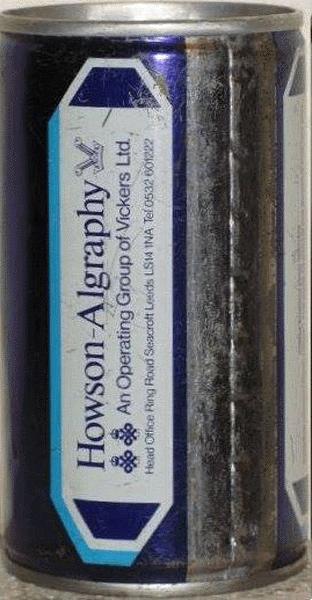 Howson-Algraphy
An Operating Group of Vickers Ltd.
Head Office Ring Road Seacroft Leeds LS14 1NA Tel 0532 601222